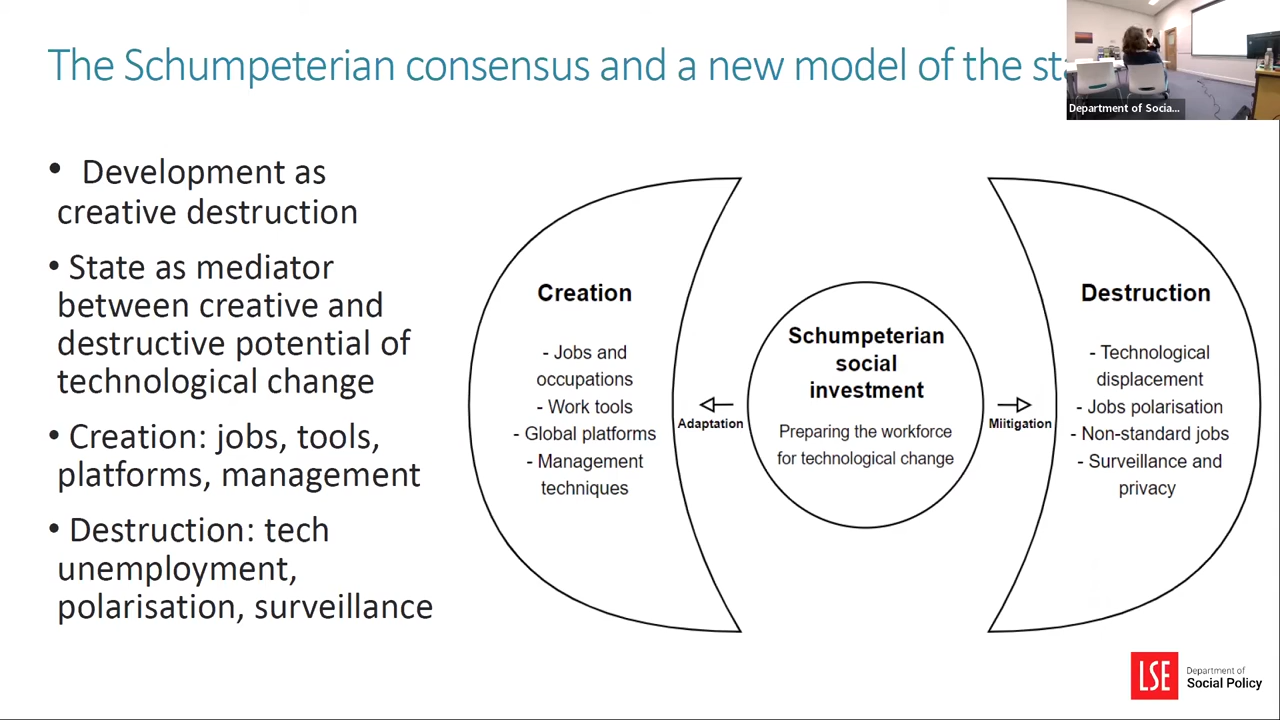 The Schumpeterian consensus and a new model of the st
Department of Socia...
• Development as
creative destruction
• State as mediator
between creative and
destructive potential of
technological change
• Creation: jobs, tools,
platforms, management
• Destruction: tech
unemployment,
polarisation, surveillance
Creation
- Jobs and
occupations
- Work tools
- Global platforms
- Management
techniques
Adaptation
Schumpeterian
social
investment
Preparing the workforce
for technological change
Miitigation
Destruction
- Technological
displacement
- Jobs polarisation
- Non-standard jobs
- Surveillance and
privacy
LSE
Department of
Social Policy